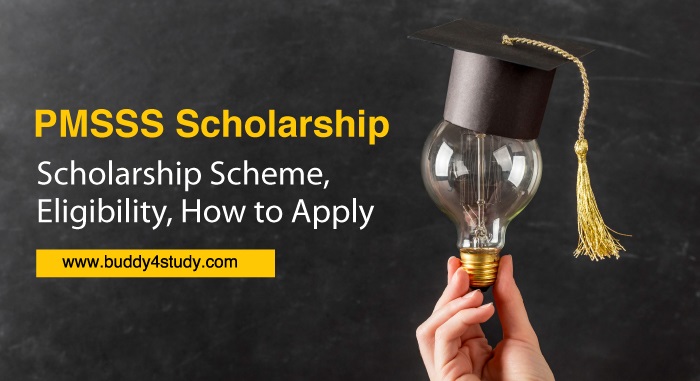 PMSSS Scholarship
Scholarship Scheme,
Eligibility, How to Apply
www.buddy4study.com